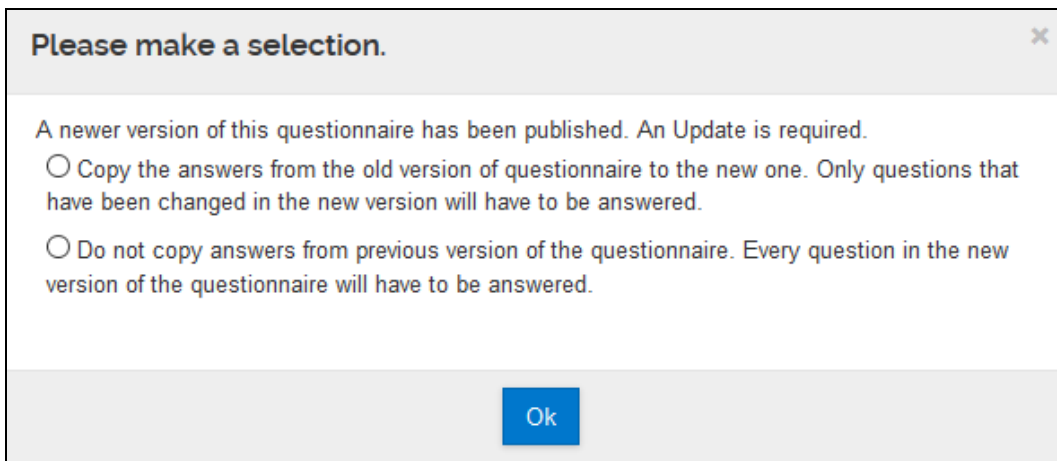 Please make a selection.
×
A newer version of this questionnaire has been published. An Update is required.
Copy the answers from the old version of questionnaire to the new one. Only questions that
have been changed in the new version will have to be answered.
Do not copy answers from previous version of the questionnaire. Every question in the new
version of the questionnaire will have to be answered.
Ok